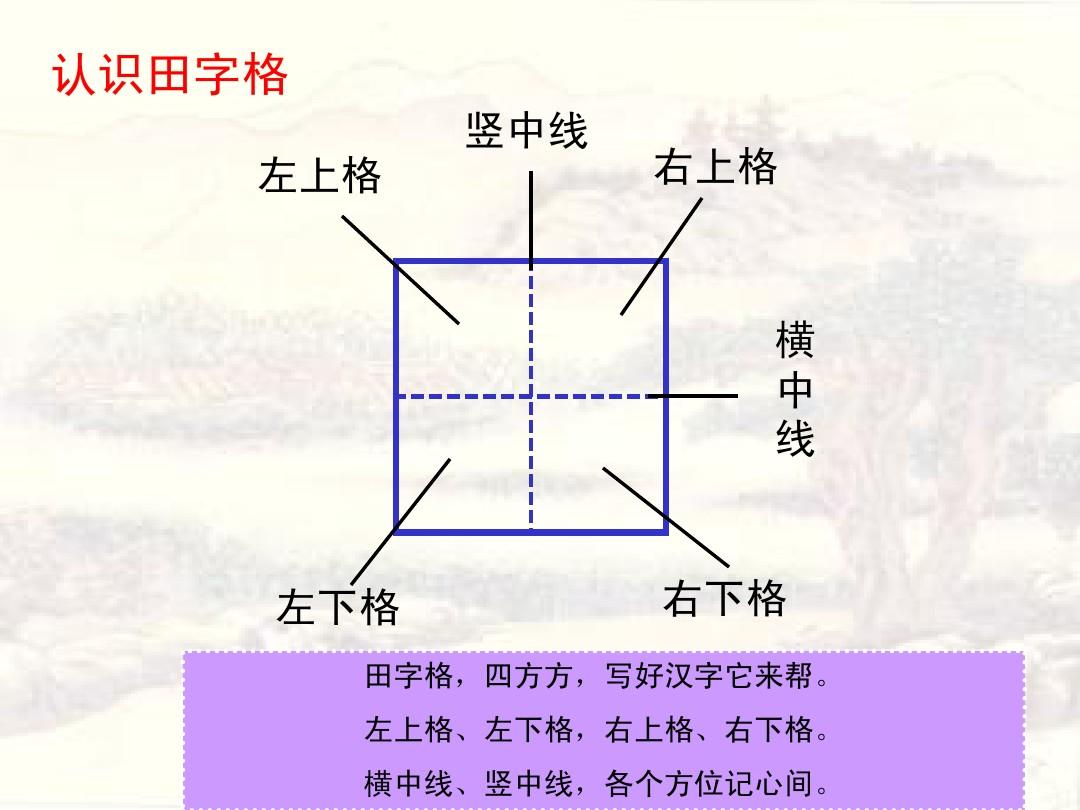 认识田字格
竖中线
左上格
右上格
横中线
左下格
右下格
田字格，四方方，写好汉字它来帮。
左上格、左下格，右上格、右下格。
横中线、竖中线，各个方位记心间。